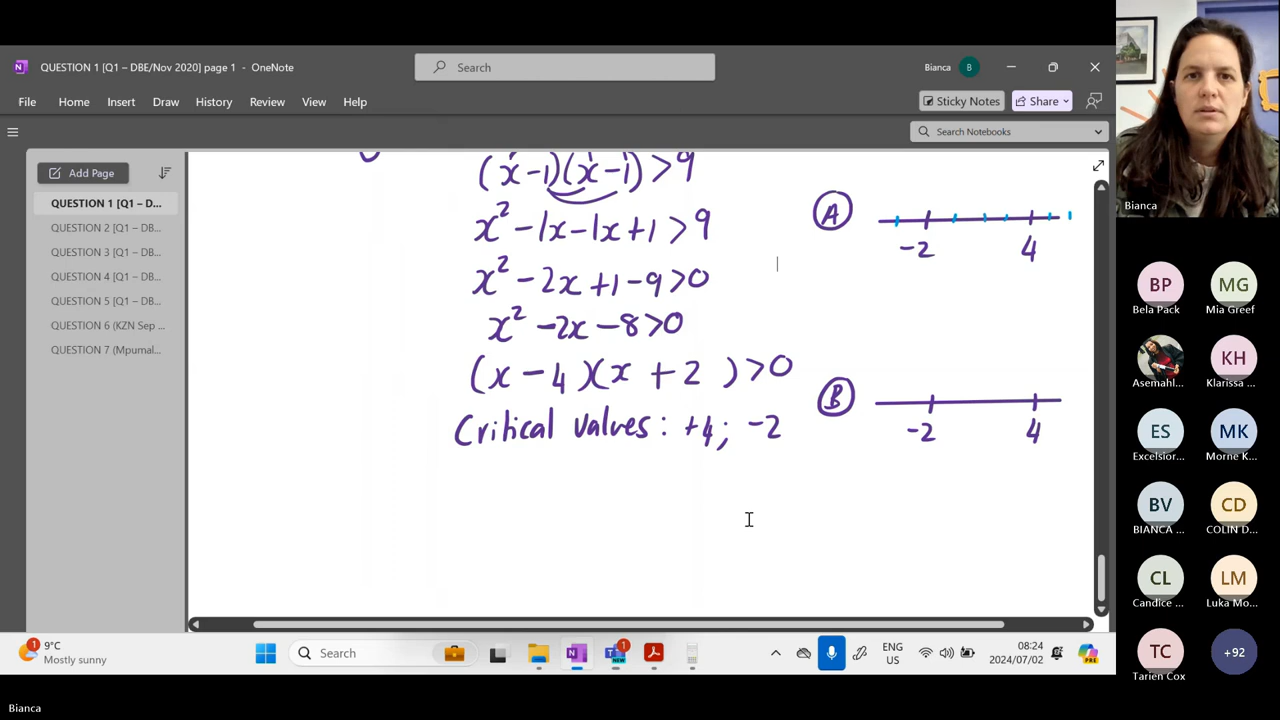 QUESTION 1 [Q1 – DBE/Nov 2020] page 1 - OneNote
Search
Bianca
B
File Home Insert Draw History Review View Help
Sticky Notes
Share
Search Notebooks
Add Page
QUESTION 1 [Q1 – D...
QUESTION 2 [Q1 – DB...
QUESTION 3 [Q1 – DB...
QUESTION 4 [Q1 – DB...
QUESTION 5 [Q1 – DB...
QUESTION 6 (KZN Sep ...
QUESTION 7 (Mpumal...
(x-1)(x-1)>9
x²-1x-1x+1>9
x²-2x+1-9>0
x²-2x-8>0
(x-4)(x+2)>0
Critical values: +4; -2
A
-2 4
B
-2 4
Bianca
BP
Bela Pack
MG
Mia Greef
Asemahl...
KH
Klarissa ...
ES
Excelsior...
MK
Morne K...
BV
BIANCA ...
CD
COLIN D...
CL
Candice ...
LM
Luka Mo...
TC
Tarien Cox
+92
1
9°C
Mostly sunny
Search
1
NEW
ENG
US
08:24
2024/07/02
PRE
Bianca